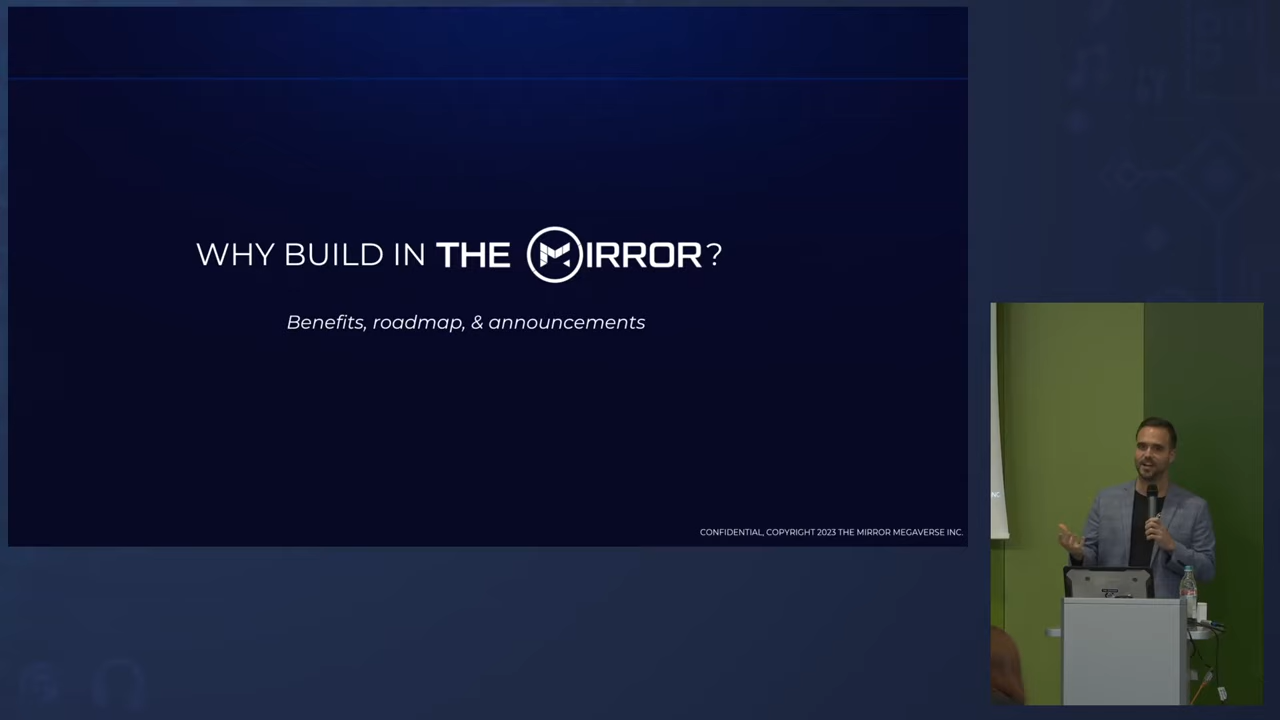 WHY BUILD IN THE MIRROR?
Benefits, roadmap, & announcements
CONFIDENTIAL, COPYRIGHT 2023 THE MIRROR MEGAVERSE INC.